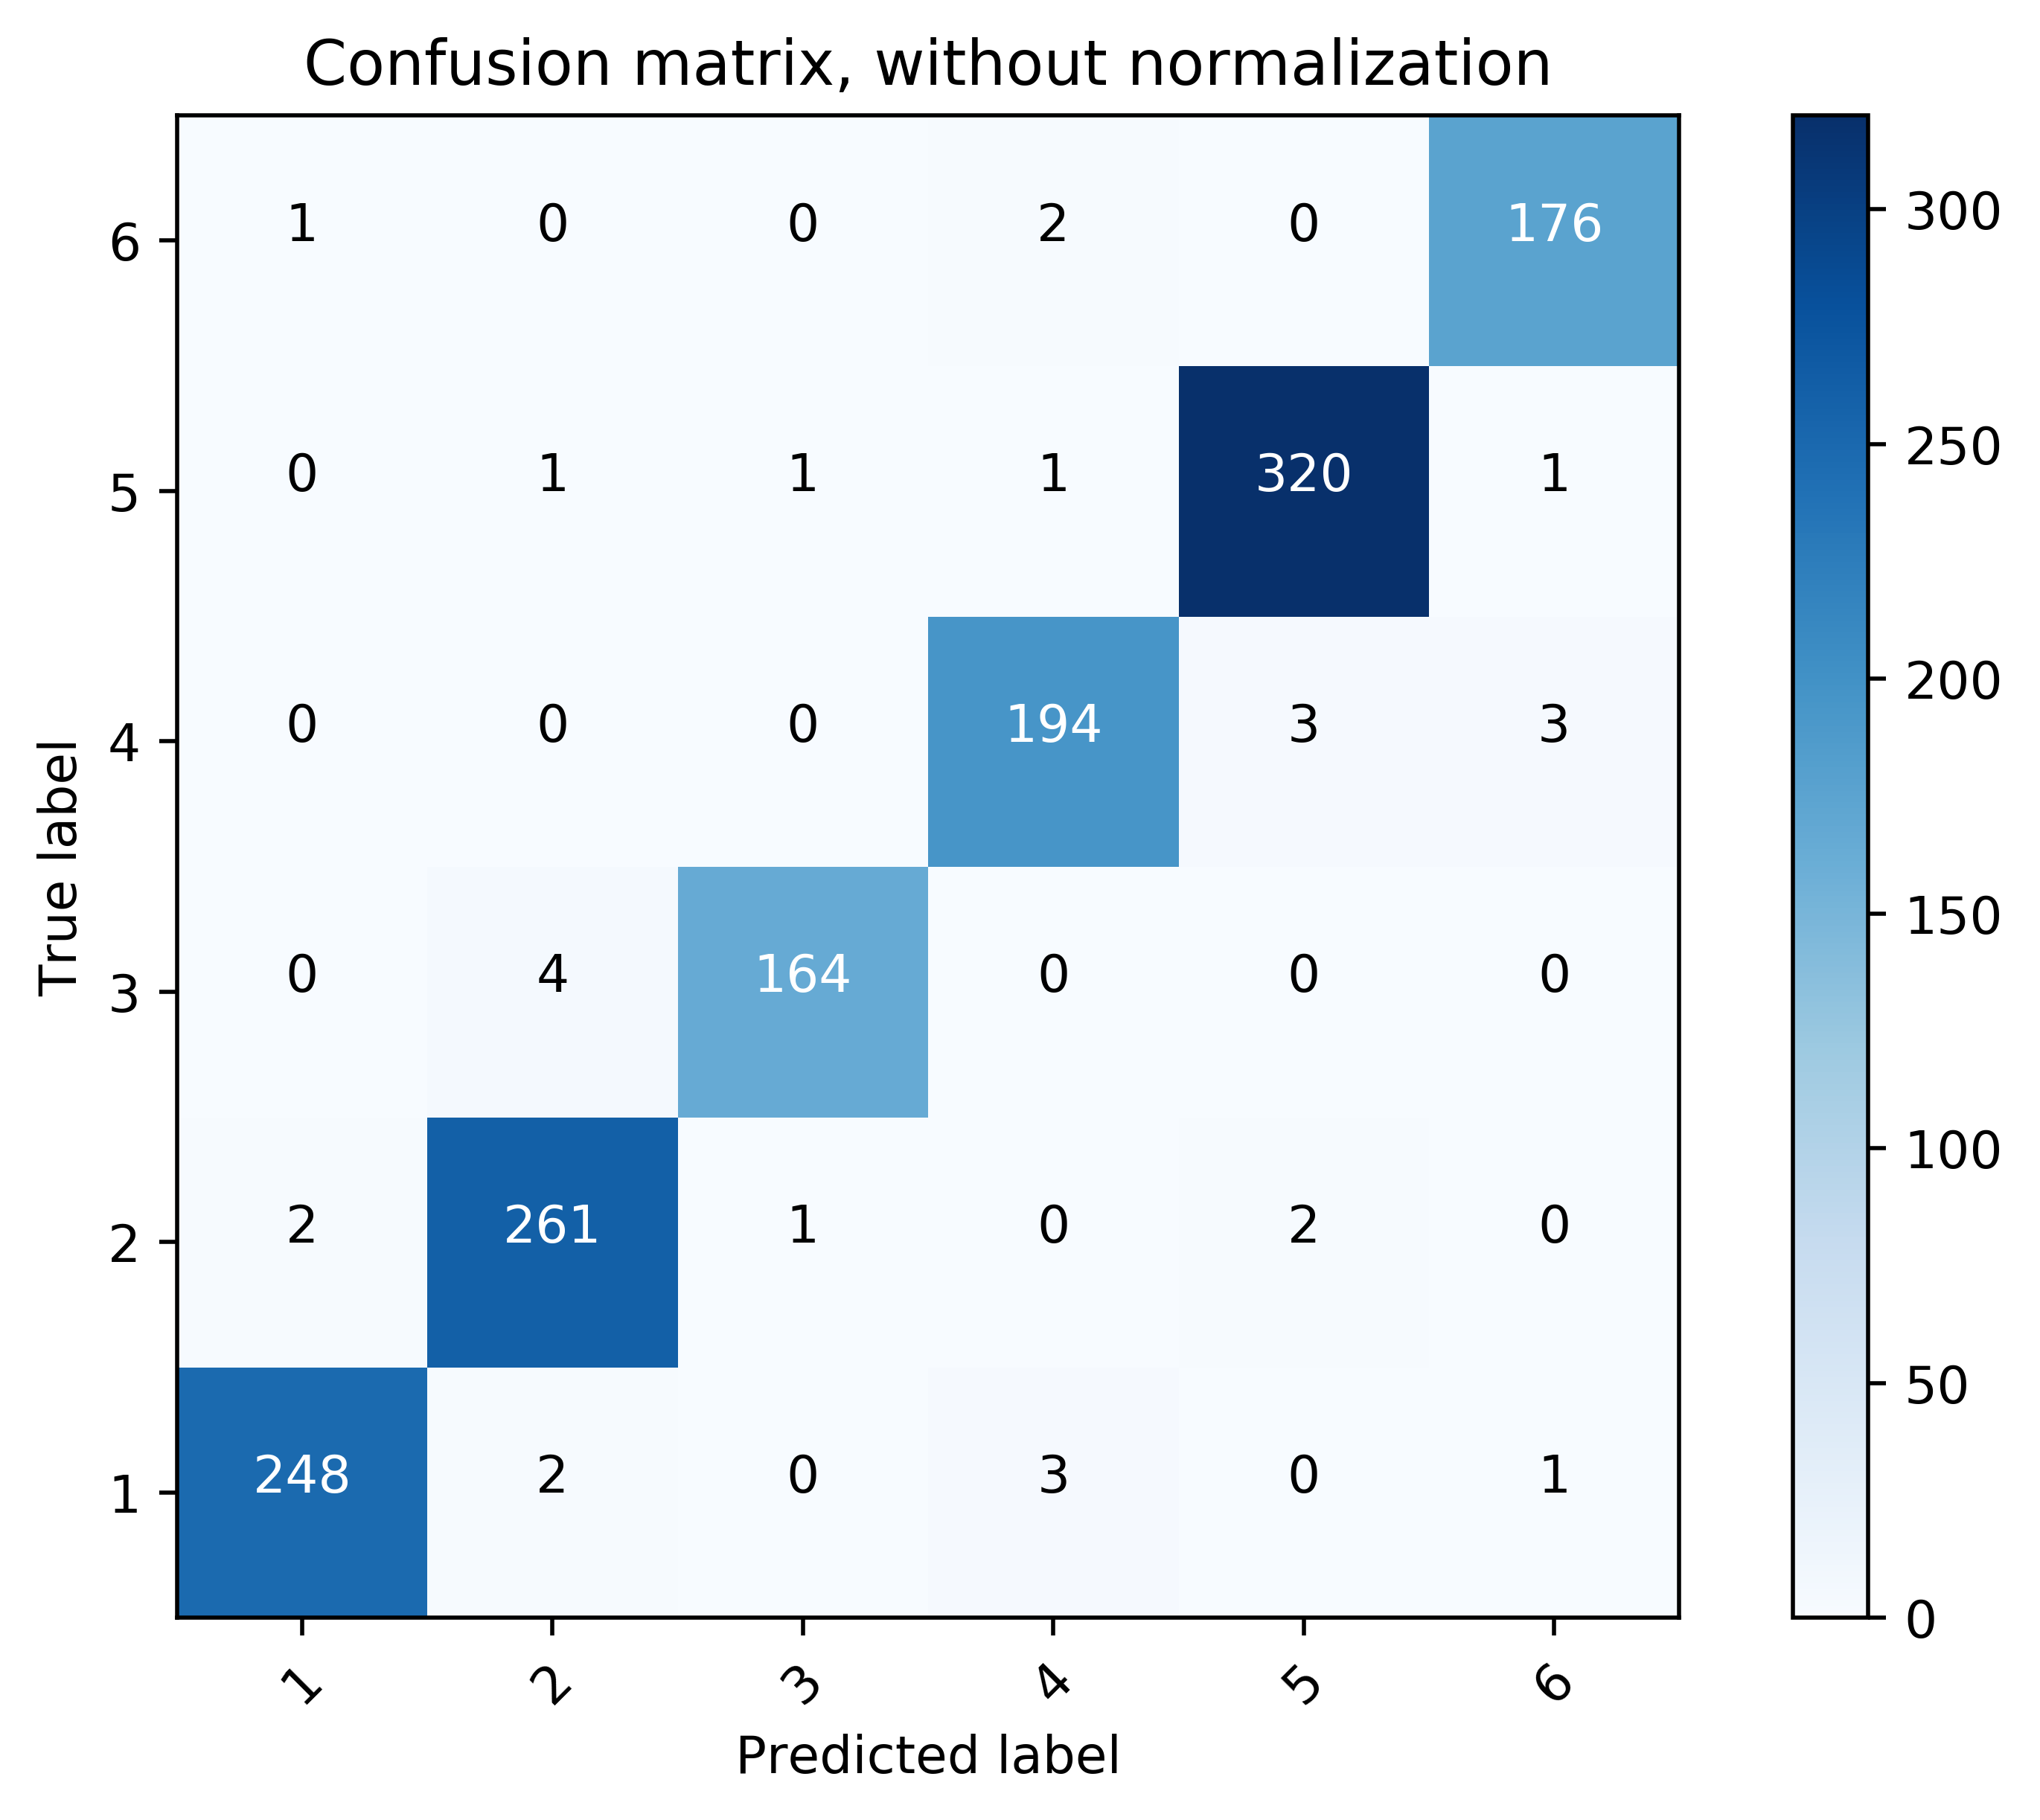 Confusion matrix, without normalization
6 1 0 0 2 0 176
5 0 1 1 1 320 1
4 0 0 0 194 3 3
3 0 4 164 0 0 0
2 2 261 1 0 2 0
1 248 2 0 3 0 1
1 2 3 4 5 6
Predicted label
True label
300
250
200
150
100
50
0